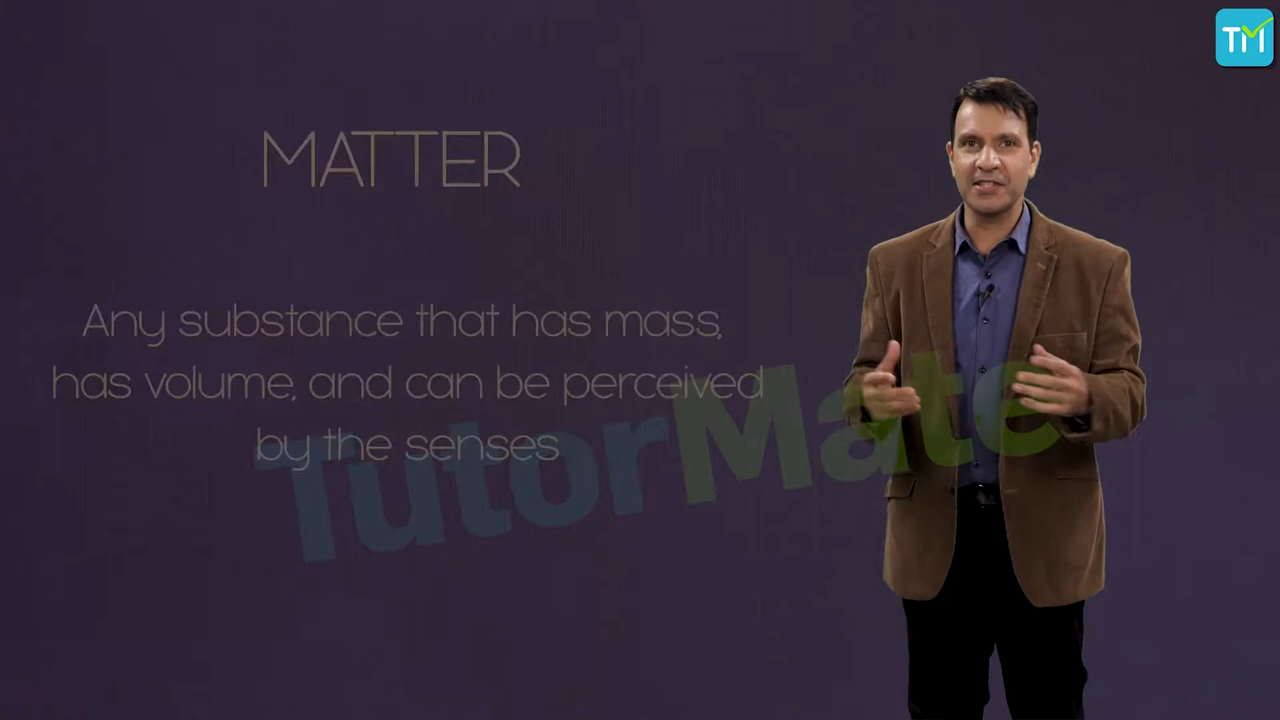 TM
MATTER
Any substance that has mass,
has volume, and can be perceived
by the senses
TutorMate